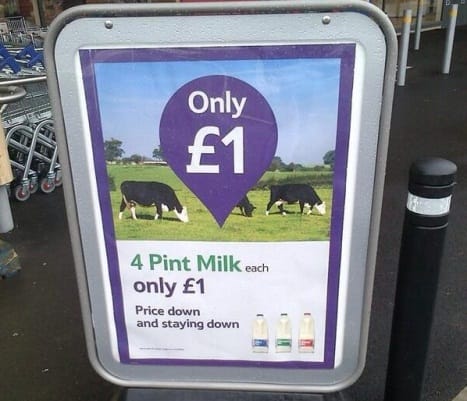 Only
£1
4 Pint Milk each
only £1
Price down
and staying down